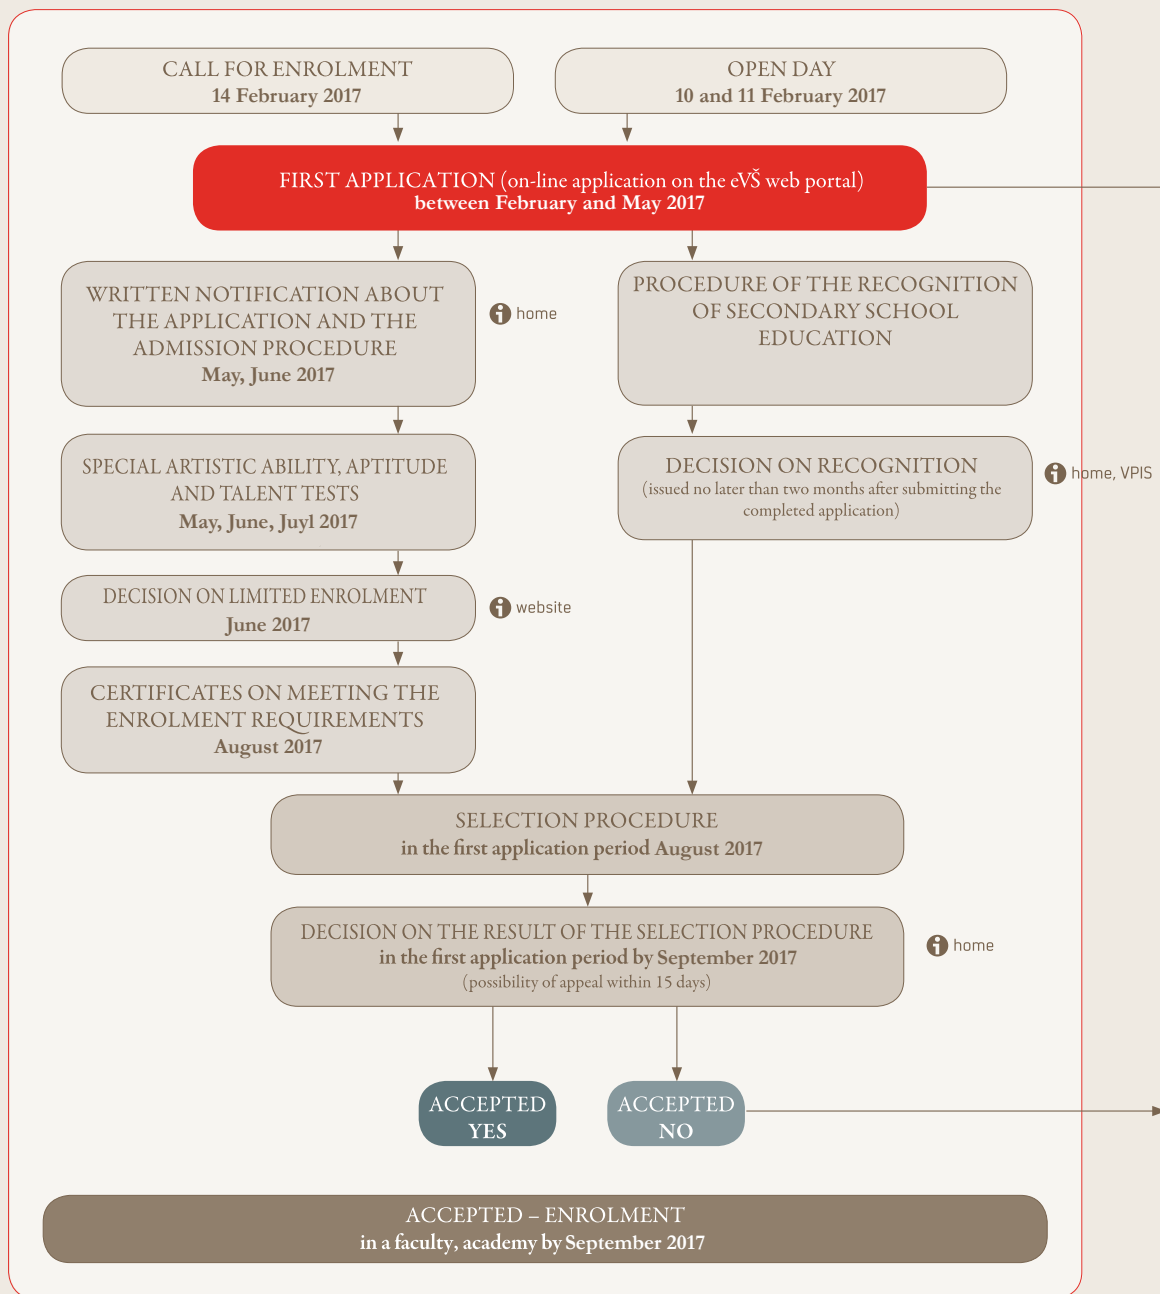 CALL FOR ENROLMENT
14 February 2017
OPEN DAY
10 and 11 February 2017
FIRST APPLICATION (on-line application on the eVŠ web portal)
between February and May 2017
WRITTEN NOTIFICATION ABOUT
THE APPLICATION AND THE
ADMISSION PROCEDURE
May, June 2017
home
PROCEDURE OF THE RECOGNITION
OF SECONDARY SCHOOL
EDUCATION
SPECIAL ARTISTIC ABILITY, APTITUDE
AND TALENT TESTS
May, June, Juyl 2017
DECISION ON RECOGNITION
(issued no later than two months after submitting the
completed application)
home, VPIS
DECISION ON LIMITED ENROLMENT
June 2017
website
CERTIFICATES ON MEETING THE
ENROLMENT REQUIREMENTS
August 2017
SELECTION PROCEDURE
in the first application period August 2017
DECISION ON THE RESULT OF THE SELECTION PROCEDURE
in the first application period by September 2017
(possibility of appeal within 15 days)
home
ACCEPTED
YES
ACCEPTED
NO
ACCEPTED – ENROLMENT
in a faculty, academy by September 2017